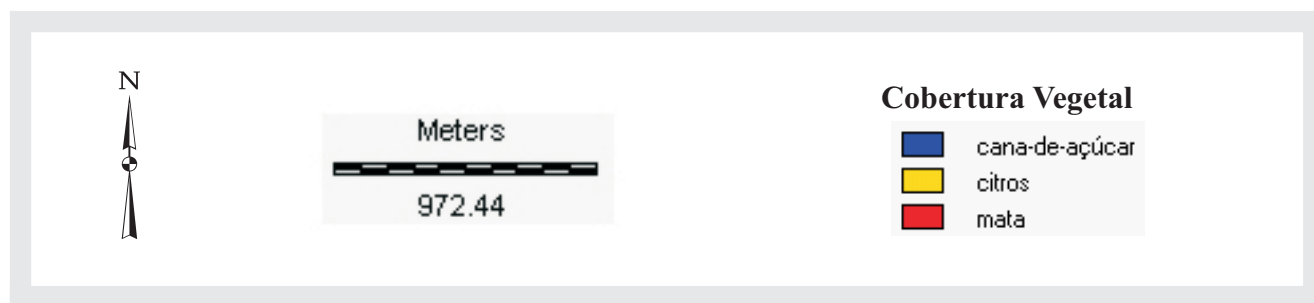 N
Meters
972.44
Cobertura Vegetal
cana-de-açúcar
citros
mata